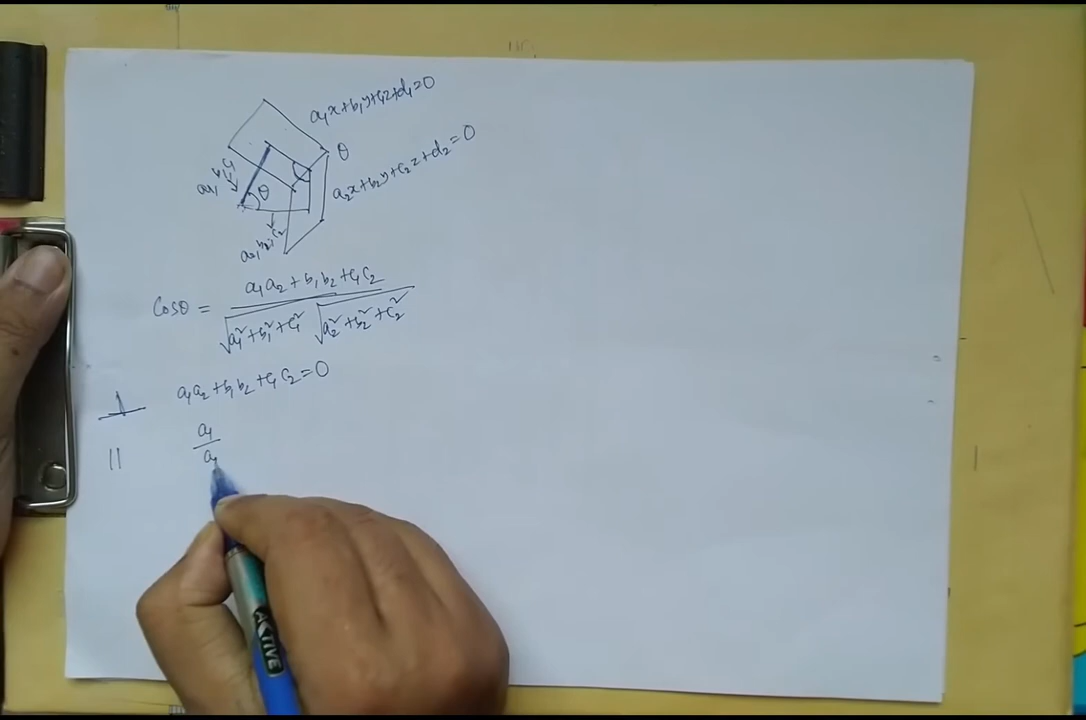 a₁x+b₁y+c₁z+d₁=0
θ
a₂x+b₂y+c₂z+d₂=0
a₁, b₁, c₁
θ
a₂, b₂, c₂
Cosθ = (a₁a₂ + b₁b₂ + c₁c₂) / (√(a₁²+b₁²+c₁²) √(a₂²+b₂²+c₂²))
⊥ a₁a₂ + b₁b₂ + c₁c₂ = 0
|| a₁/a
ACTIVE